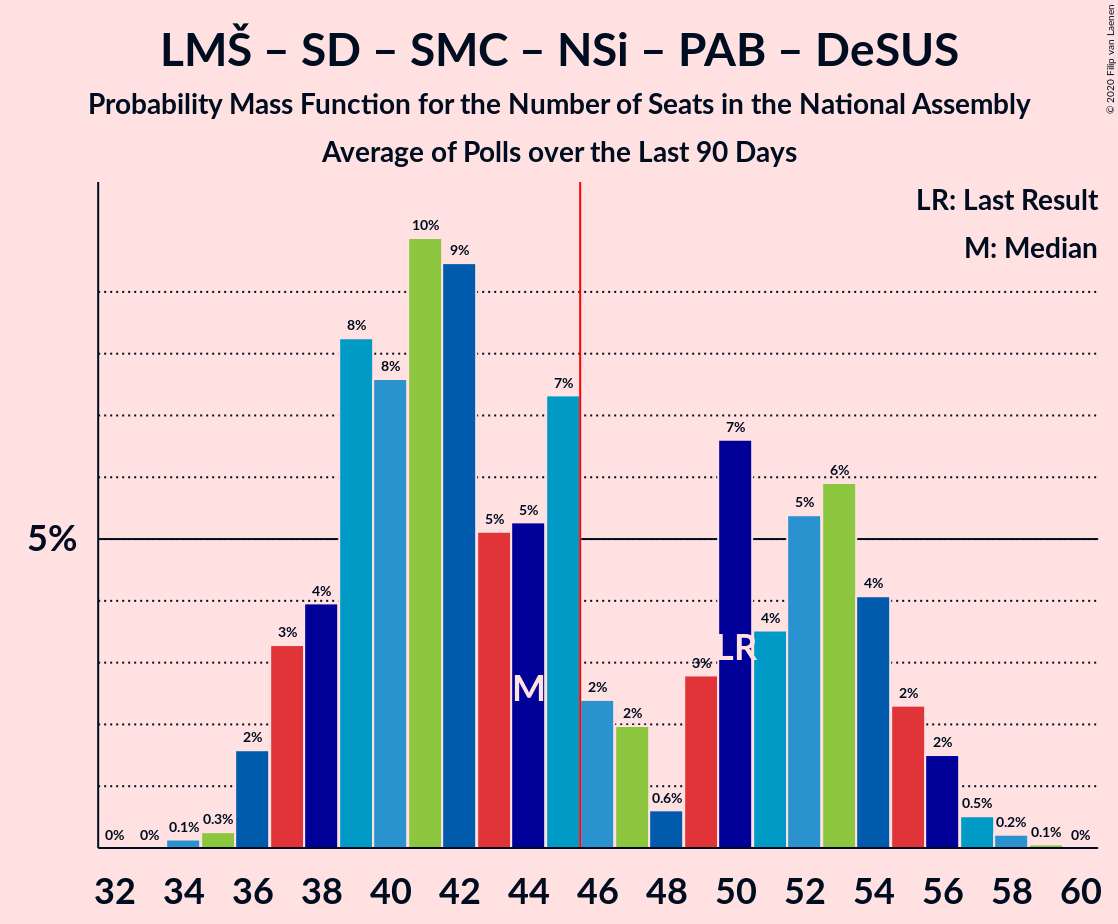 LMŠ – SD – SMC – NSi – PAB – DeSUS
Probability Mass Function for the Number of Seats in the National Assembly
Average of Polls over the Last 90 Days
© 2020 Filip van Laenen
LR: Last Result
M: Median
5%
0% 0% 0.1% 0.3% 2% 3% 4% 8% 8% 10% 9% 5% 5% 7% 2% 2% 0.6% 3% 7% 4% 5% 6% 4% 2% 2% 0.5% 0.2% 0.1% 0%
M
LR
32 34 36 38 40 42 44 46 48 50 52 54 56 58 60